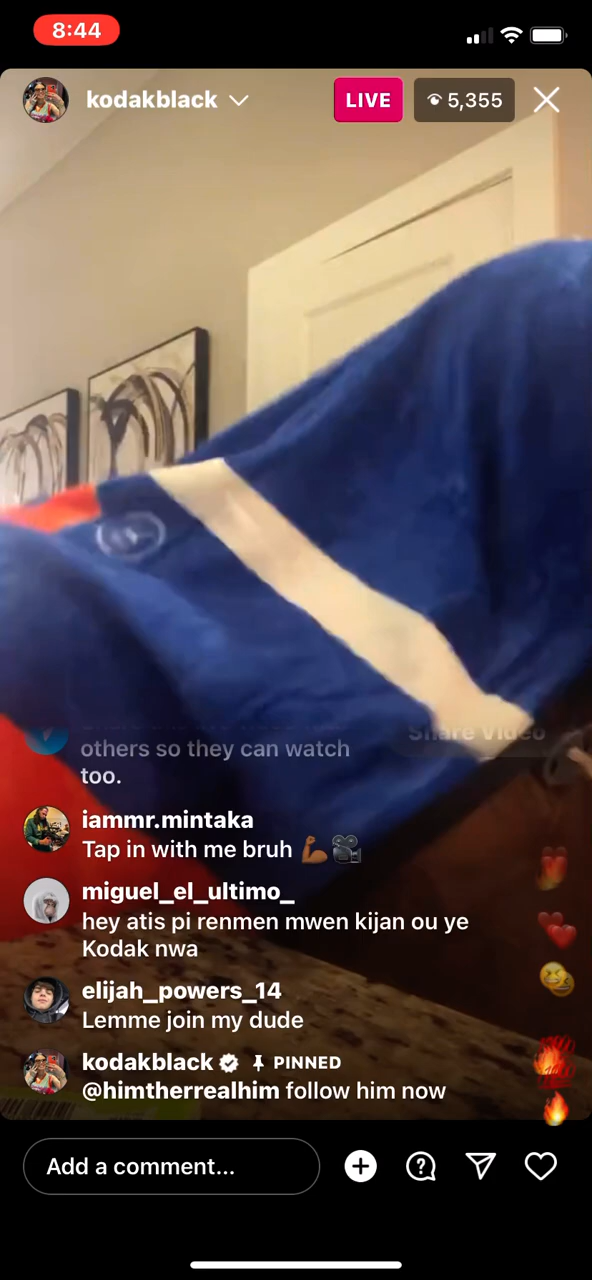 8:44
kodakblack
LIVE
5,355
Share Video
others so they can watch
too.
iammr.mintaka
Tap in with me bruh 💪🏾🎥
miguel_el_ultimo_
hey atis pi renmen mwen kijan ou ye
Kodak nwa
elijah_powers_14
Lemme join my dude
kodakblack PINNED
@himtherrealhim follow him now
Add a comment...